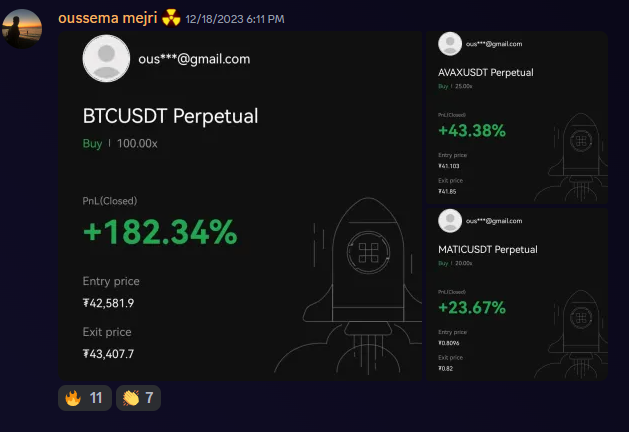 oussema mejri ☢️ 12/18/2023 6:11 PM
ous***@gmail.com
BTCUSDT Perpetual
Buy | 100.00x
PnL(Closed)
+182.34%
Entry price
₮42,581.9
Exit price
₮43,407.7
ous***@gmail.com
AVAXUSDT Perpetual
Buy | 25.00x
PnL(Closed)
+43.38%
Entry price
₮41.103
Exit price
₮41.85
ous***@gmail.com
MATICUSDT Perpetual
Buy | 20.00x
PnL(Closed)
+23.67%
Entry price
₮0.8096
Exit price
₮0.82
🔥 11 👏 7